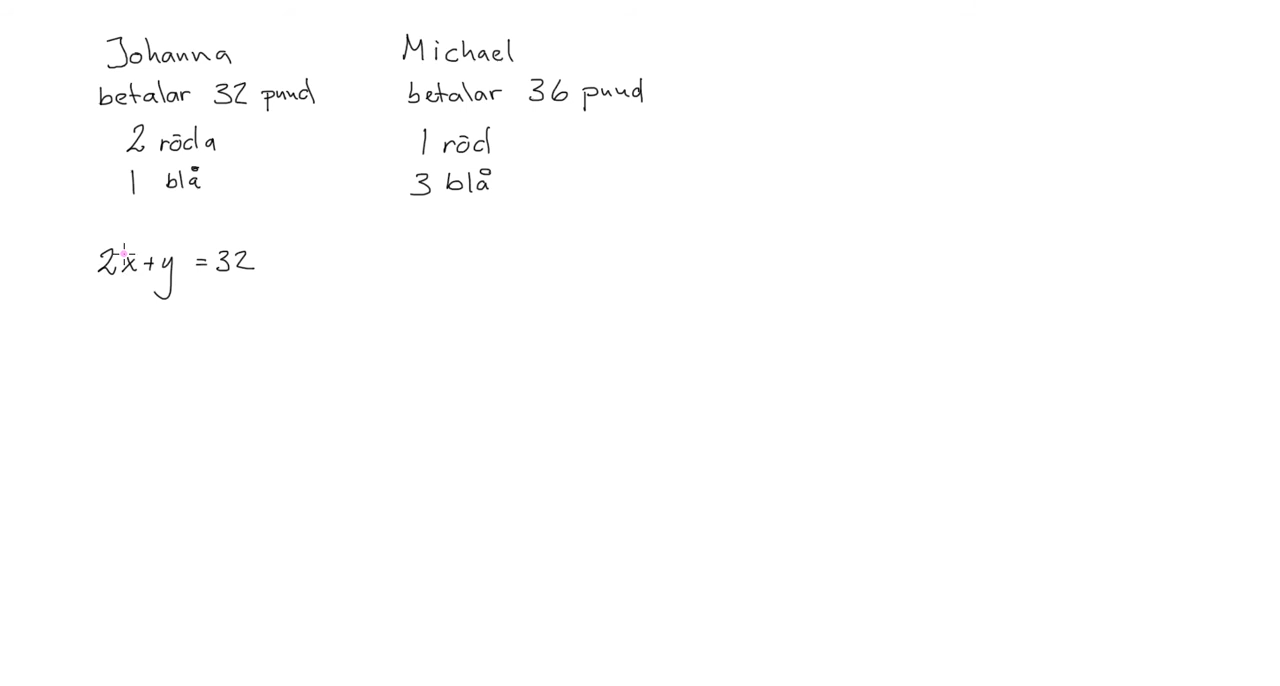 Johanna
betalar 32 pund
2 röda
1 blå
Michael
betalar 36 pund
1 röd
3 blå
2x+y = 32